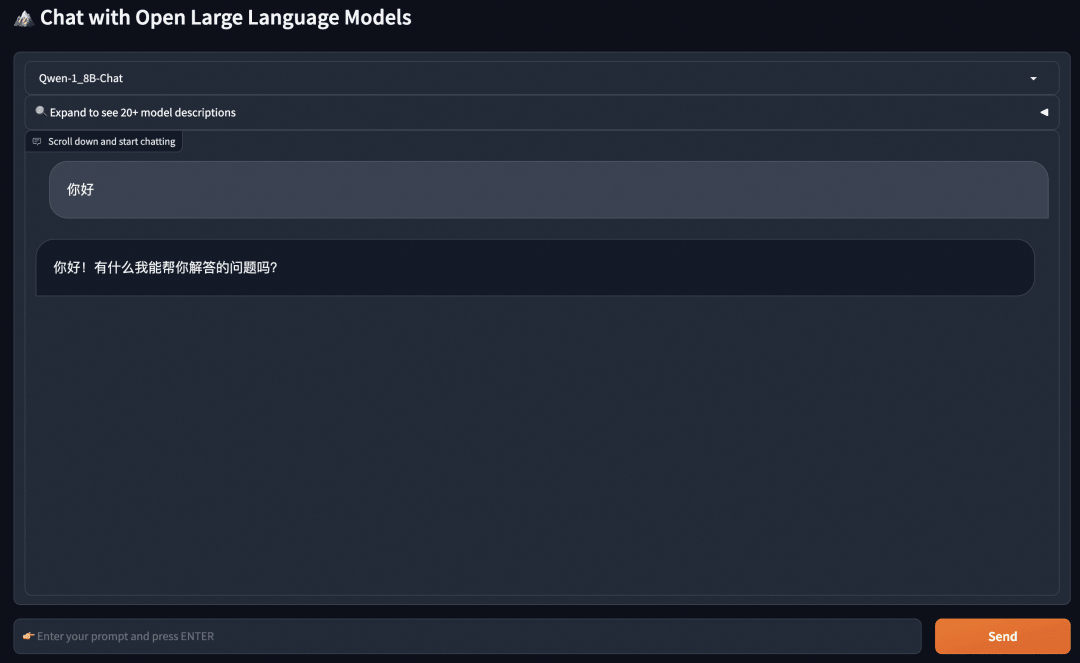 Chat with Open Large Language Models
Qwen-1_8B-Chat
Expand to see 20+ model descriptions
Scroll down and start chatting
你好
你好！有什么我能帮你解答的问题吗?
Enter your prompt and press ENTER
Send